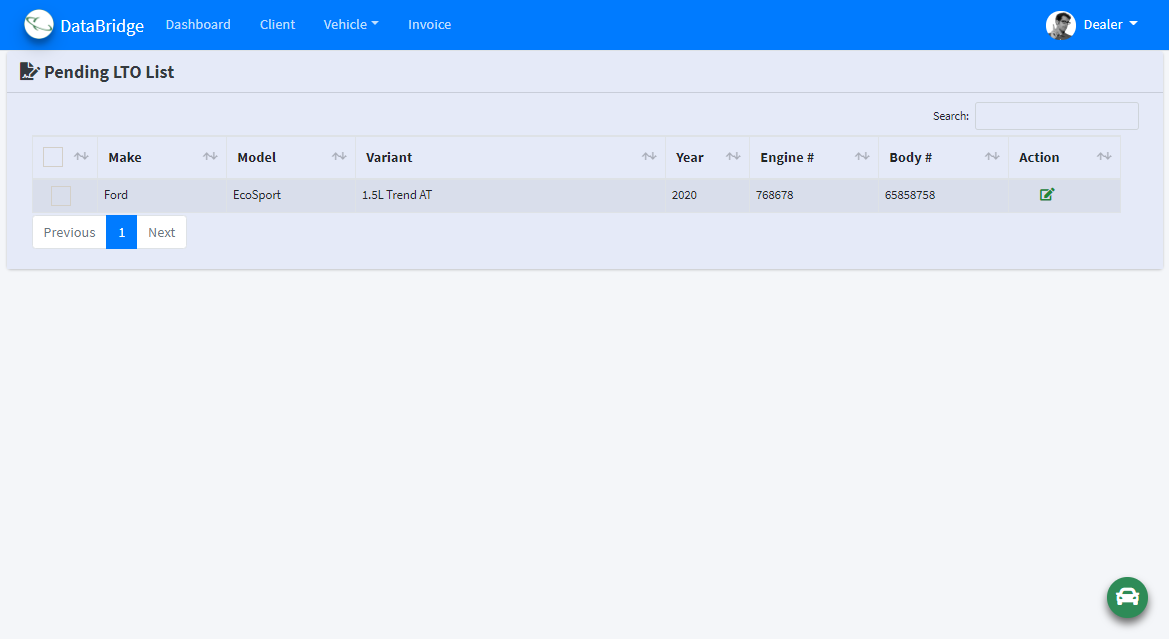 DataBridge Dashboard Client Vehicle Invoice Dealer
Pending LTO List
Search:
Make Model Variant Year Engine # Body # Action
Ford EcoSport 1.5L Trend AT 2020 768678 65858758
Previous 1 Next